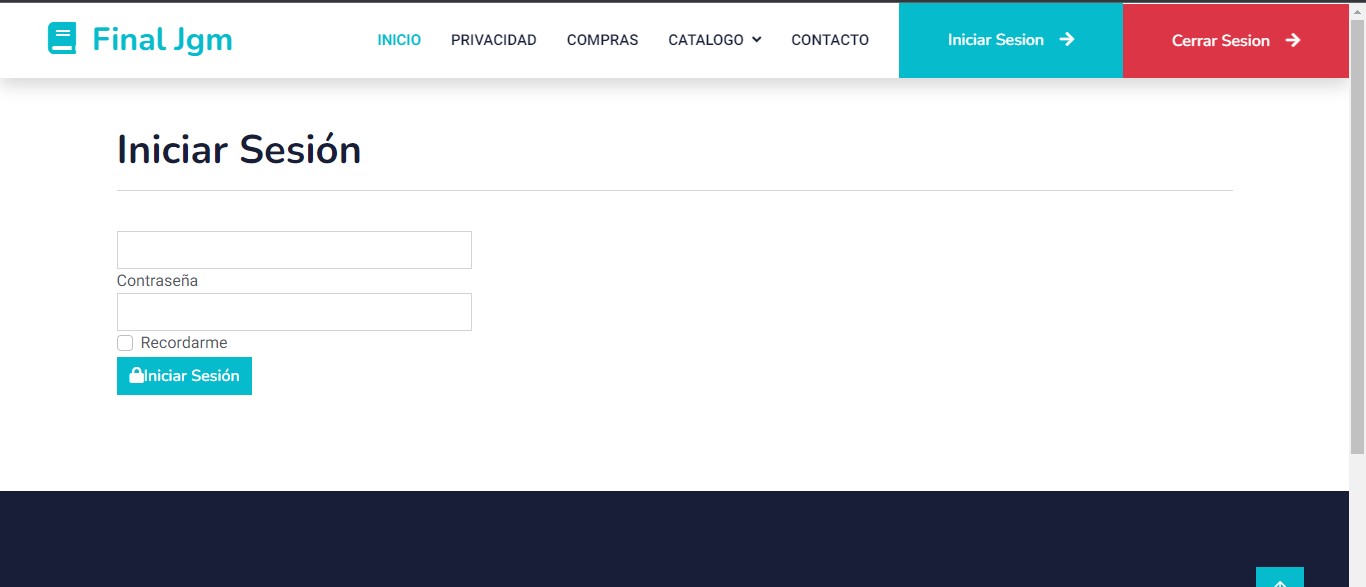 Final Jgm INICIO PRIVACIDAD COMPRAS CATALOGO CONTACTO Iniciar Sesion Cerrar Sesion
Iniciar Sesión
Contraseña
Recordarme
Iniciar Sesión